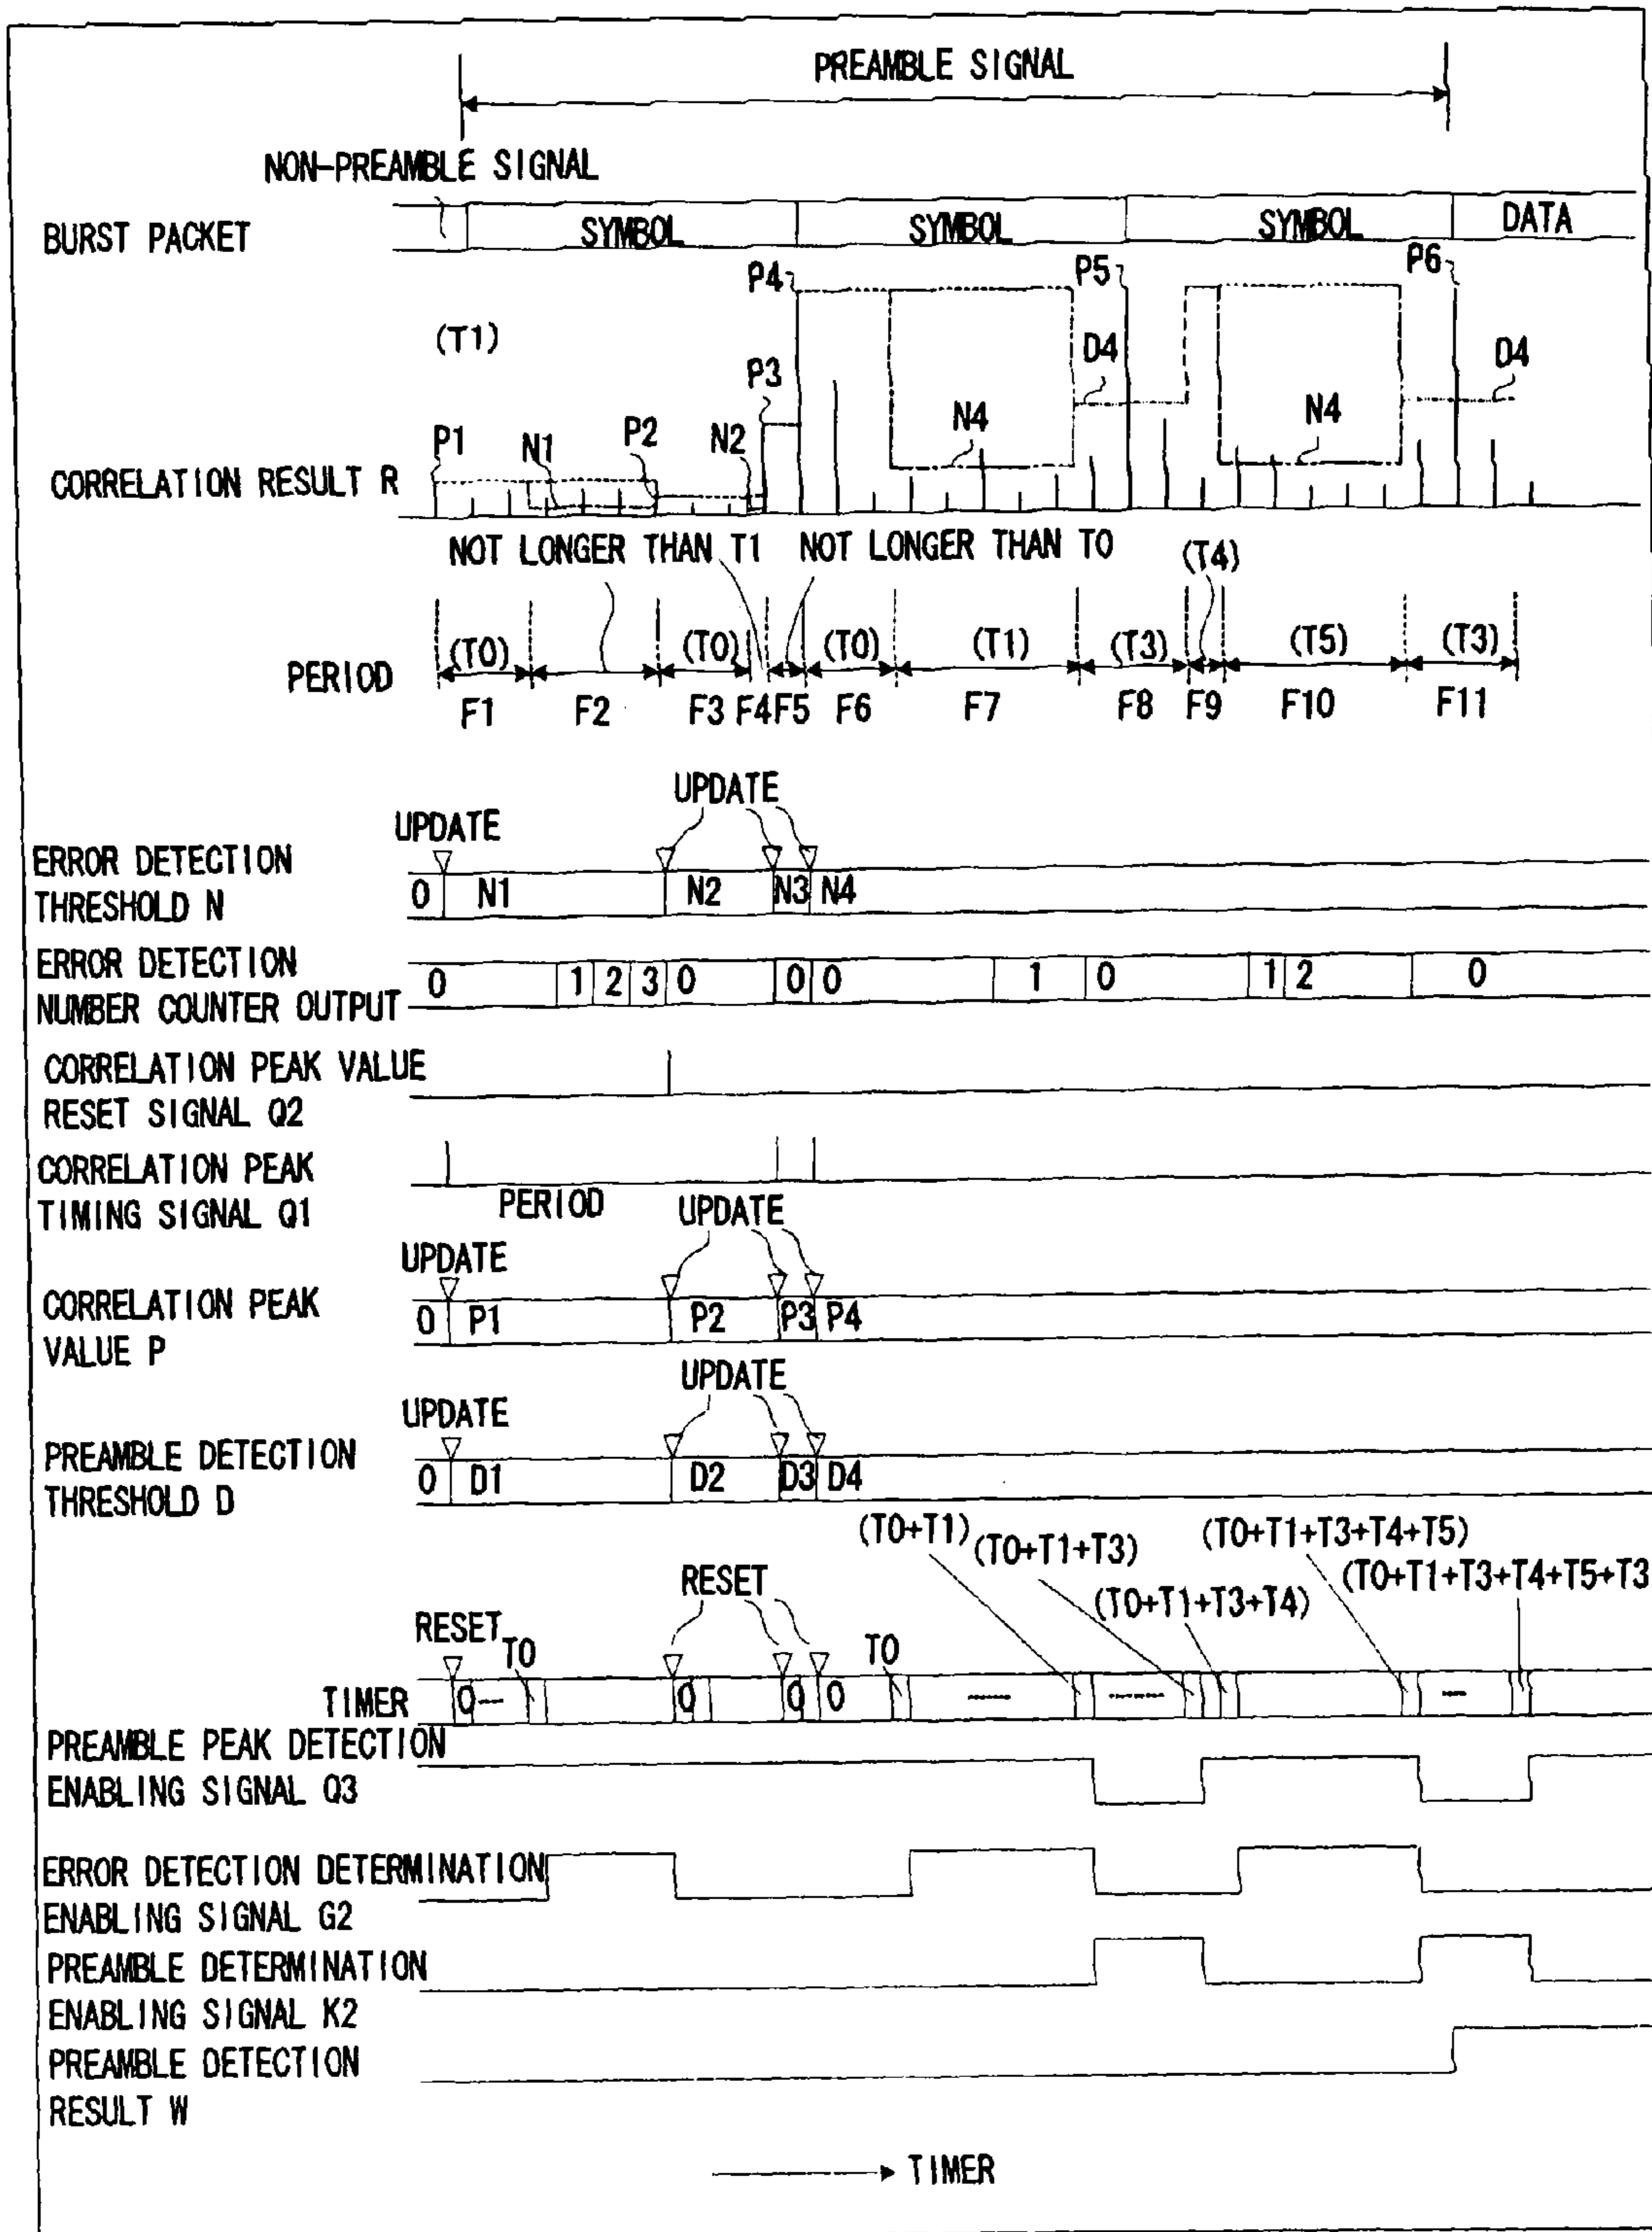 PREAMBLE SIGNAL
NON-PREAMBLE SIGNAL
BURST PACKET SYMBOL SYMBOL SYMBOL DATA
P4 P5 P6
(T1) P3 D4 D4
P1 N1 P2 N2 N4 N4
CORRELATION RESULT R
NOT LONGER THAN T1 NOT LONGER THAN T0 (T4)
PERIOD (T0) (T0) (T0) (T1) (T3) (T5) (T3)
F1 F2 F3 F4 F5 F6 F7 F8 F9 F10 F11
UPDATE
UPDATE
ERROR DETECTION
THRESHOLD N 0 N1 N2 N3 N4
ERROR DETECTION
NUMBER COUNTER OUTPUT 0 1 2 3 0 0 0 1 0 1 2 0
CORRELATION PEAK VALUE
RESET SIGNAL Q2
CORRELATION PEAK
TIMING SIGNAL Q1
PERIOD UPDATE
UPDATE
CORRELATION PEAK
VALUE P 0 P1 P2 P3 P4
UPDATE
UPDATE
PREAMBLE DETECTION
THRESHOLD D 0 D1 D2 D3 D4
(T0+T1) (T0+T1+T3) (T0+T1+T3+T4+T5)
RESET (T0+T1+T3+T4) (T0+T1+T3+T4+T5+T3
RESET T0 T0
TIMER 0 — 0 0 0 ---- ----- —
PREAMBLE PEAK DETECTION
ENABLING SIGNAL Q3
ERROR DETECTION DETERMINATION
ENABLING SIGNAL G2
PREAMBLE DETERMINATION
ENABLING SIGNAL K2
PREAMBLE DETECTION
RESULT W
TIMER